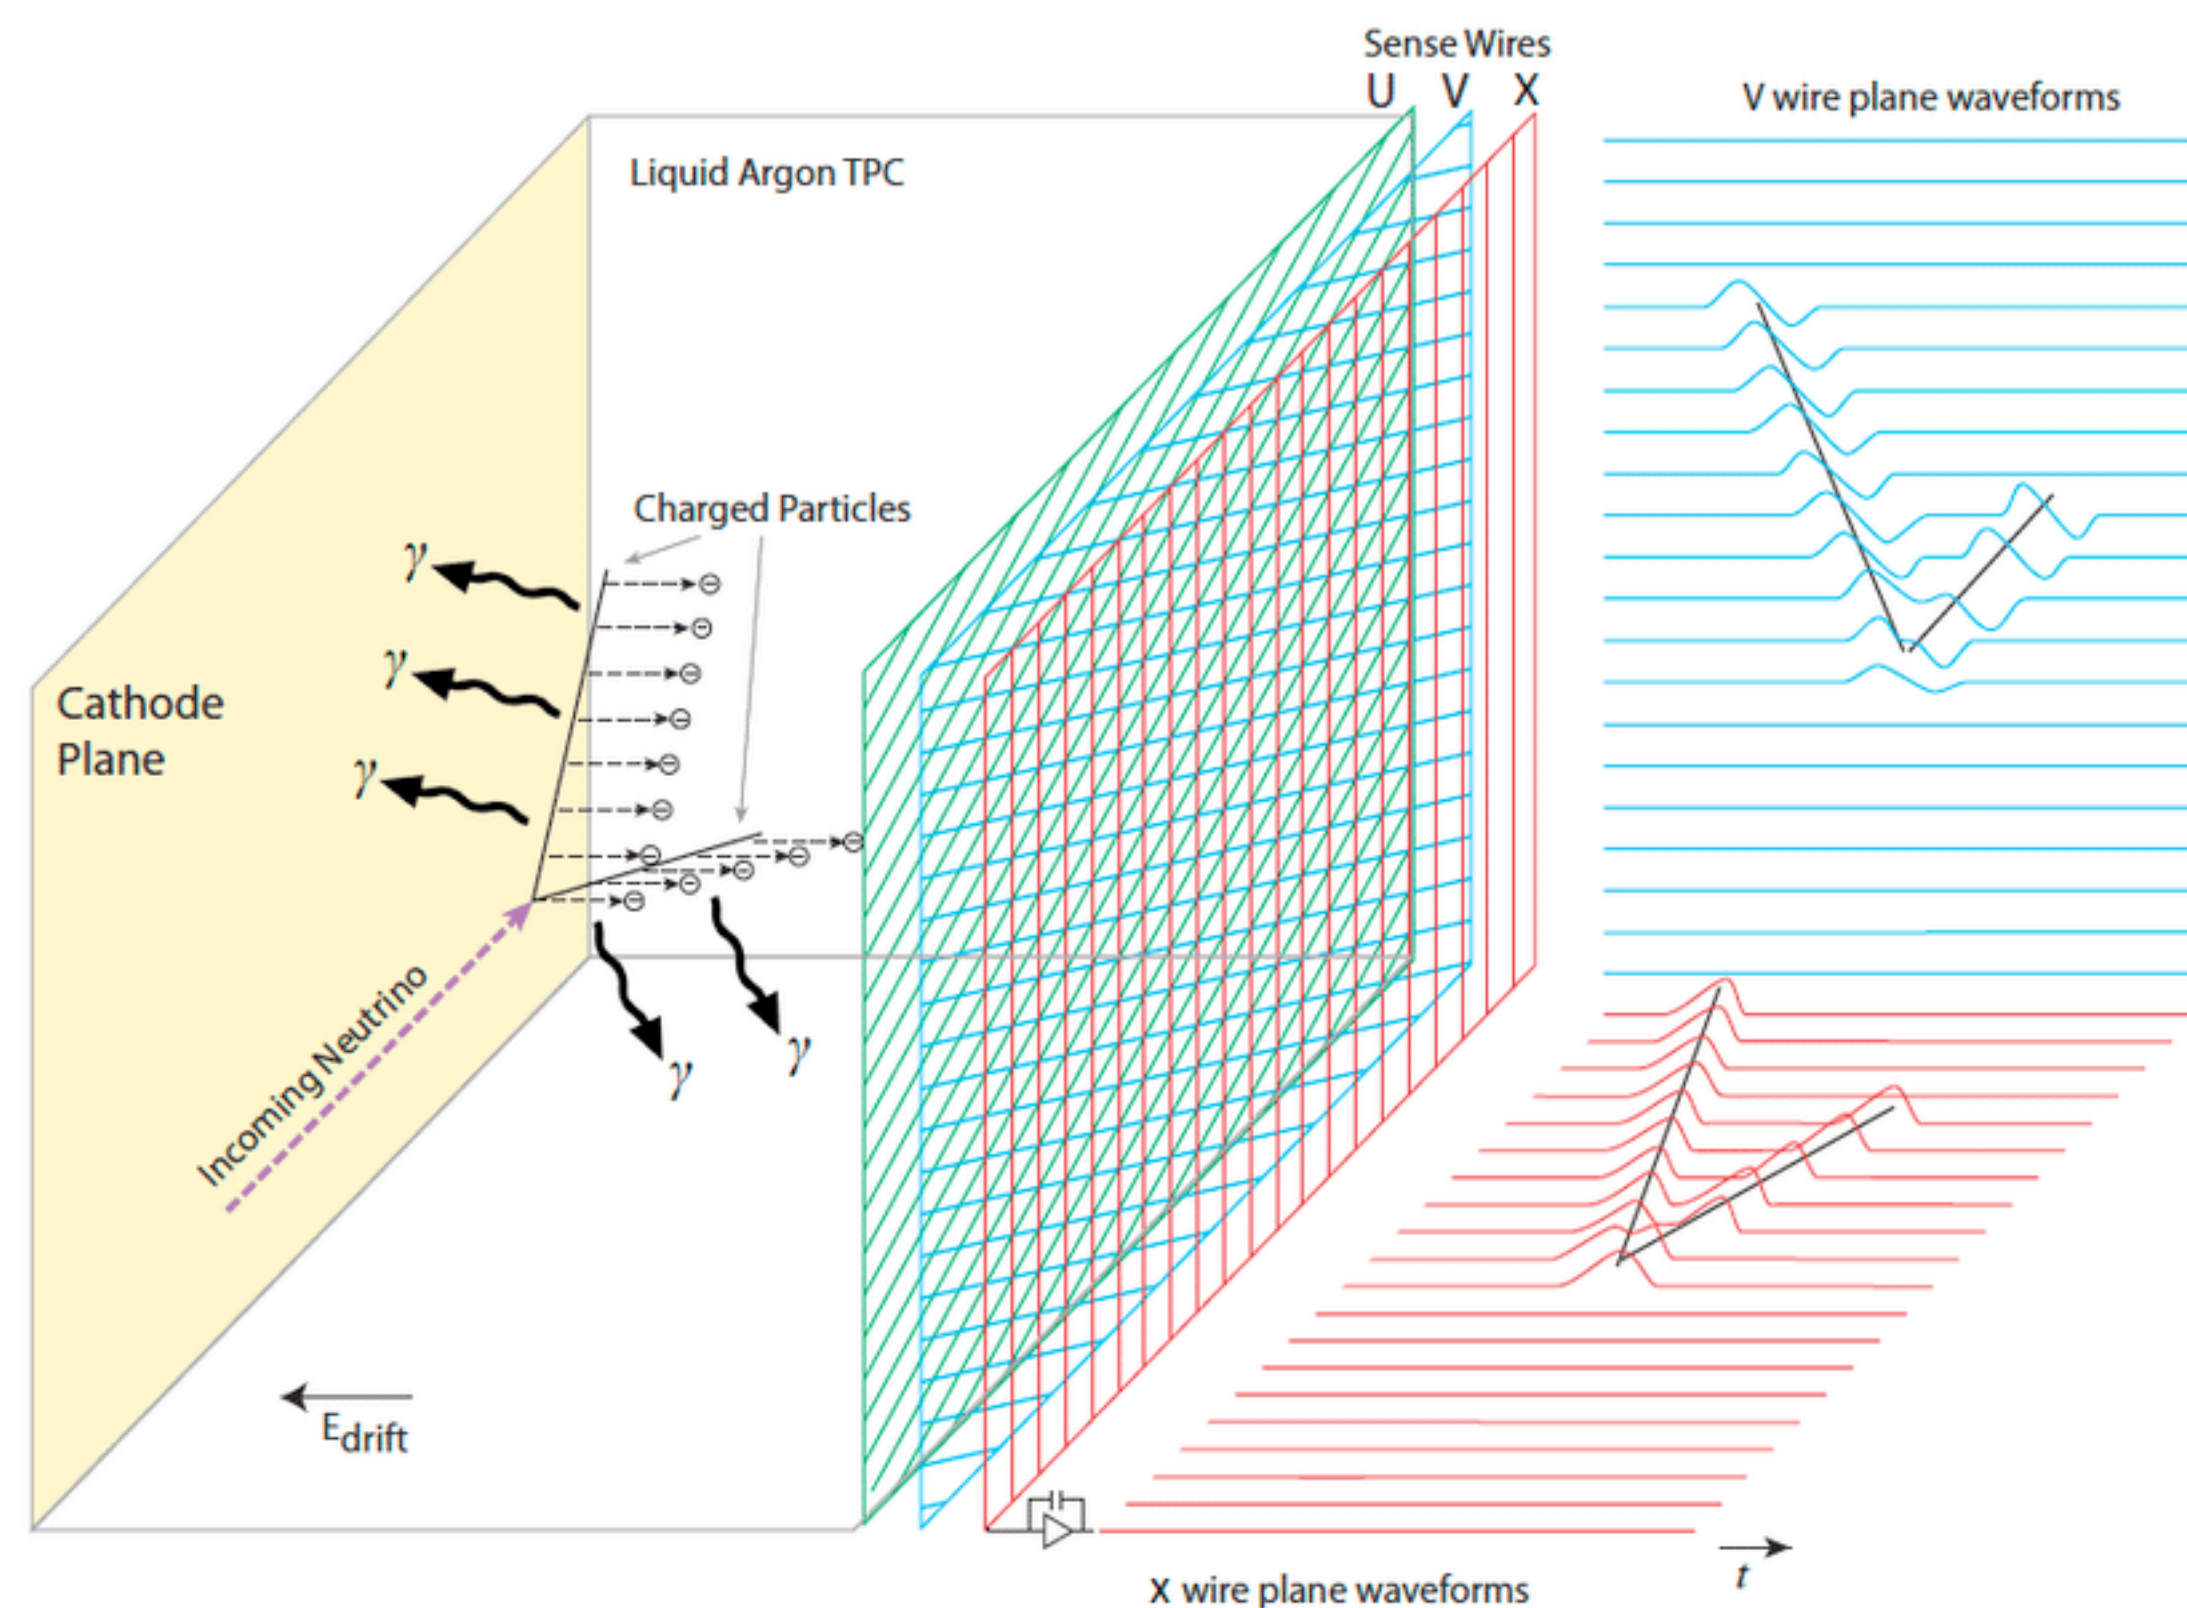 Sense Wires
U V X
V wire plane waveforms
Liquid Argon TPC
Charged Particles
γ
γ
γ
Cathode
Plane
Incoming Neutrino
γ
γ
Edrift
t
X wire plane waveforms